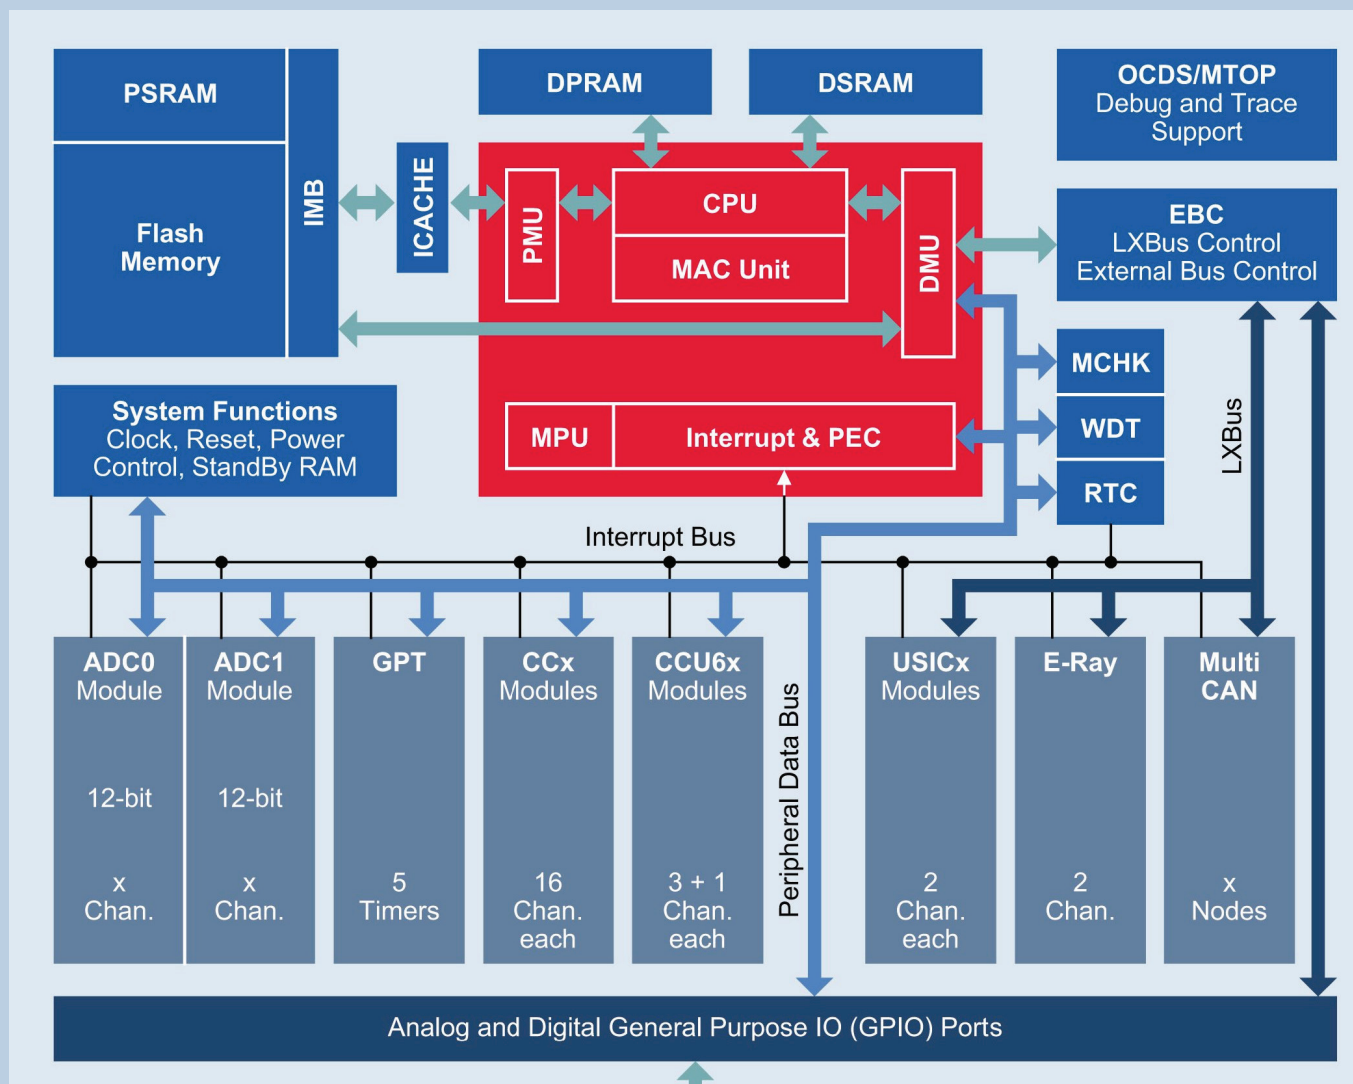 PSRAM
Flash
Memory
IMB
ICACHE
DPRAM
DSRAM
PMU
CPU
MAC Unit
DMU
MPU
Interrupt & PEC
OCDS/MTOP
Debug and Trace
Support
EBC
LXBus Control
External Bus Control
MCHK
WDT
RTC
LXBus
System Functions
Clock, Reset, Power
Control, StandBy RAM
Interrupt Bus
ADC0
Module
12-bit
x
Chan.
ADC1
Module
12-bit
x
Chan.
GPT
5
Timers
CCx
Modules
16
Chan.
each
CCU6x
Modules
3 + 1
Chan.
each
Peripheral Data Bus
USICx
Modules
2
Chan.
each
E-Ray
2
Chan.
Multi
CAN
x
Nodes
Analog and Digital General Purpose IO (GPIO) Ports